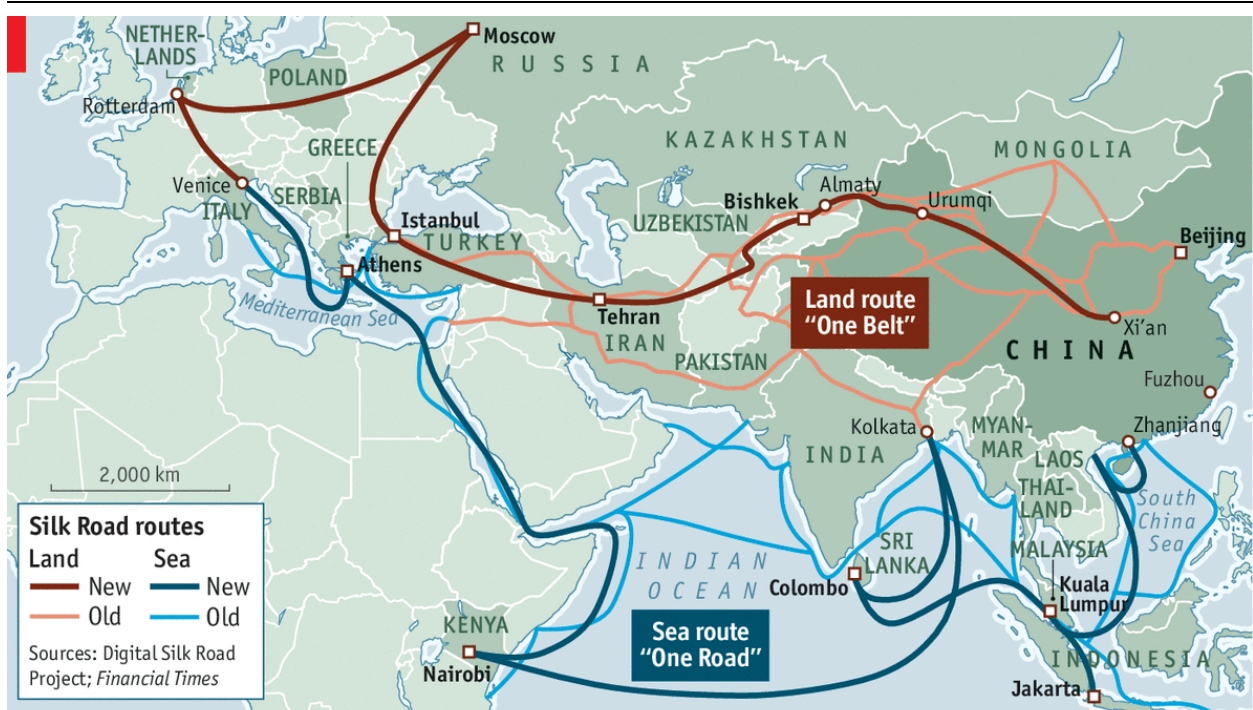 NETHER-
LANDS
Moscow
RUSSIA
POLAND
Rotterdam
GREECE
KAZAKHSTAN
MONGOLIA
Venice
ITALY
SERBIA
Istanbul
TURKEY
UZBEKISTAN
Bishkek
Almaty
Urumqi
Beijing
Athens
Mediterranean Sea
Tehran
IRAN
PAKISTAN
Land route
“One Belt”
Xi’an
CHINA
Fuzhou
Kolkata
INDIA
MYAN-
MAR
Zhanjiang
LAOS
THAI-
LAND
South
China
Sea
2,000 km
Silk Road routes
Land Sea
New New
Old Old
Sources: Digital Silk Road
Project; Financial Times
INDIAN
OCEAN
SRI
LANKA
Colombo
MALAYSIA
Kuala
Lumpur
KENYA
Nairobi
Sea route
“One Road”
INDONESIA
Jakarta